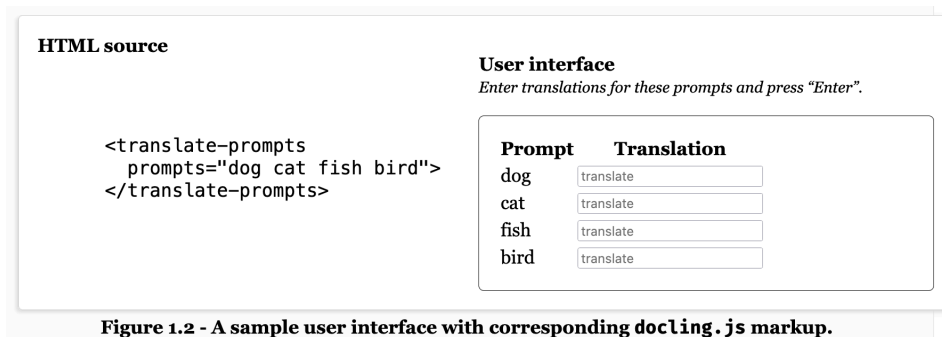 HTML source
<translate-prompts
prompts="dog cat fish bird">
</translate-prompts>
User interface
Enter translations for these prompts and press “Enter”.
Prompt Translation
dog translate
cat translate
fish translate
bird translate
Figure 1.2 - A sample user interface with corresponding docling.js markup.